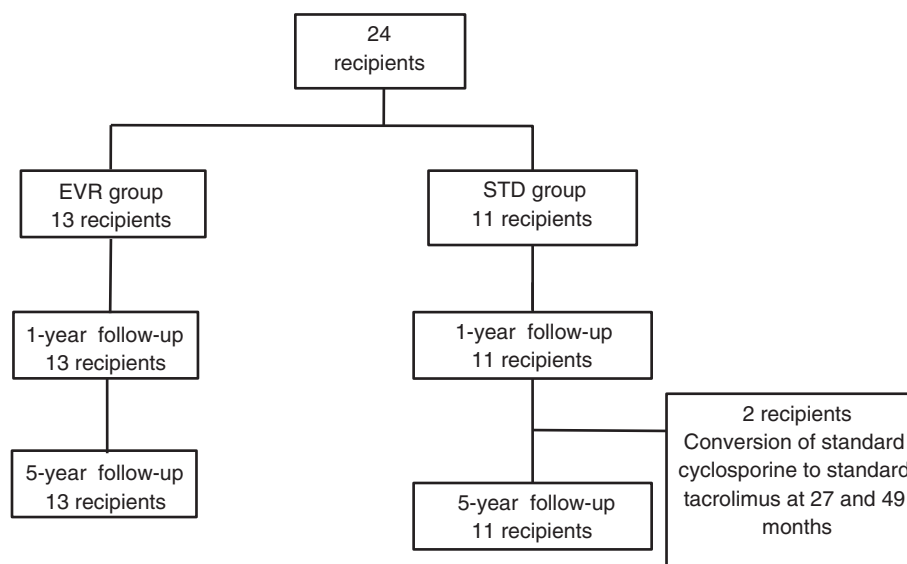 24
recipients
EVR group
13 recipients
STD group
11 recipients
1-year follow-up
13 recipients
1-year follow-up
11 recipients
2 recipients
Conversion of standard
cyclosporine to standard
tacrolimus at 27 and 49
months
5-year follow-up
13 recipients
5-year follow-up
11 recipients